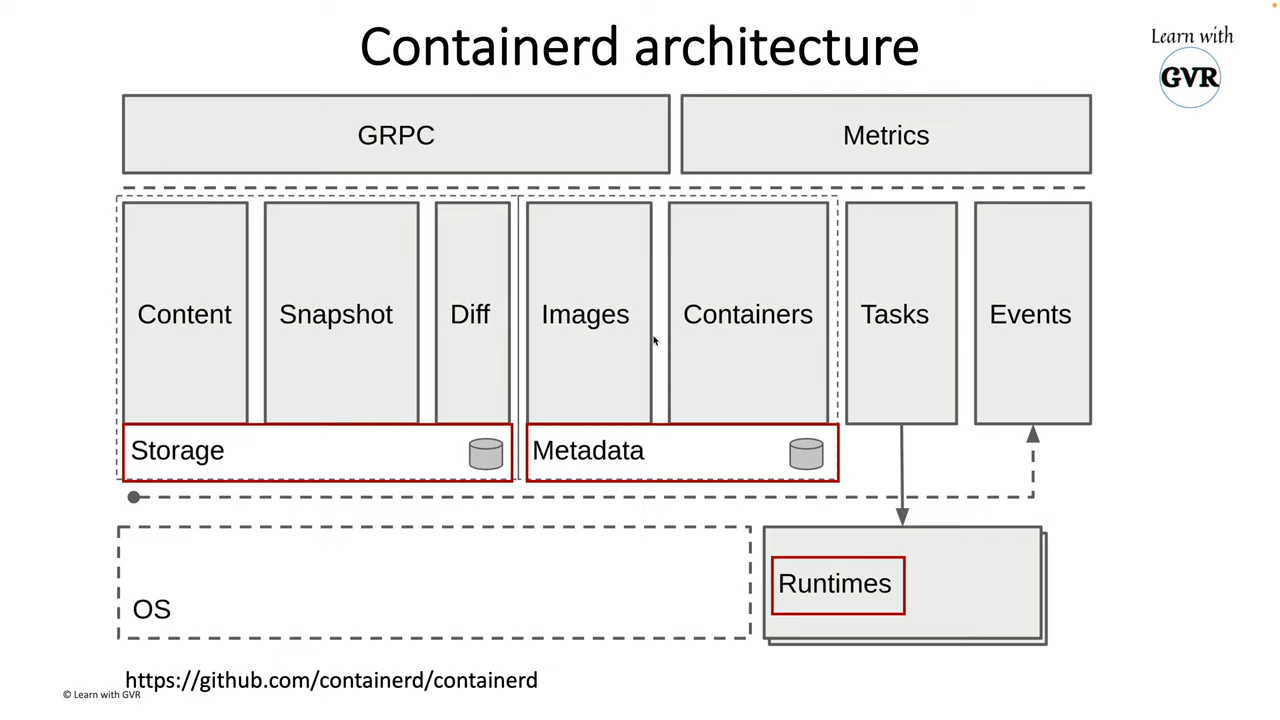 Containerd architecture
Learn with
GVR
GRPC
Metrics
Content
Snapshot
Diff
Images
Containers
Tasks
Events
Storage
Metadata
OS
Runtimes
https://github.com/containerd/containerd
© Learn with GVR